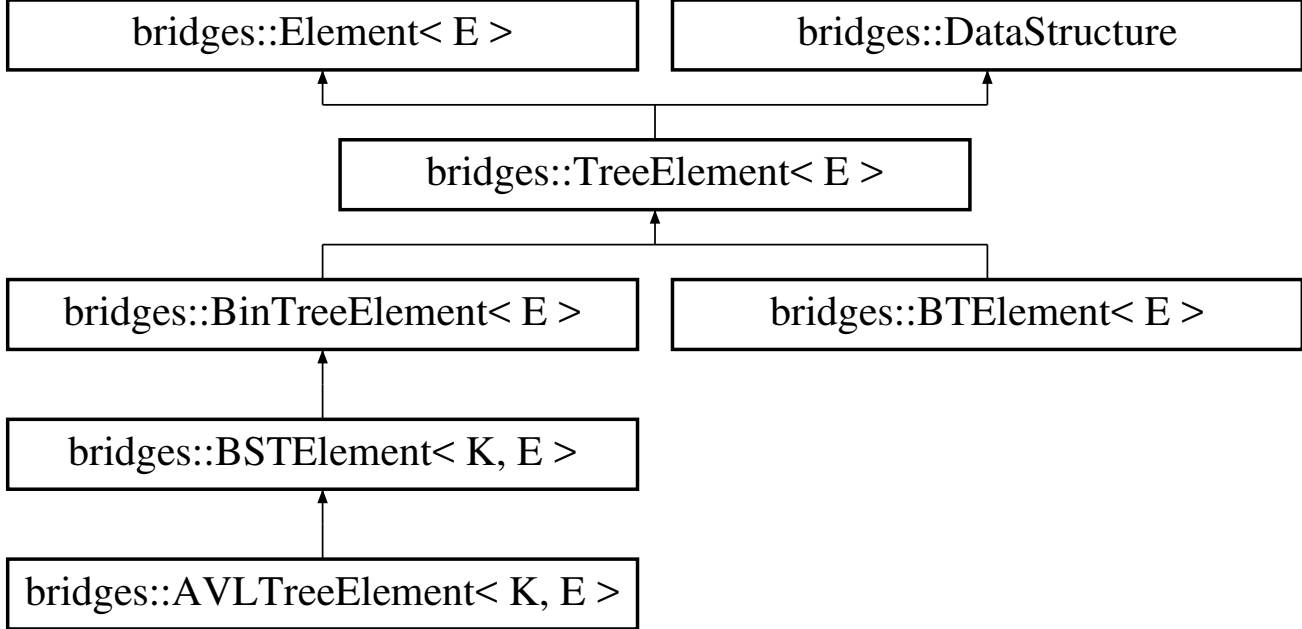 bridges::Element< E >
bridges::DataStructure
bridges::TreeElement< E >
bridges::BinTreeElement< E >
bridges::BTElement< E >
bridges::BSTElement< K, E >
bridges::AVLTreeElement< K, E >